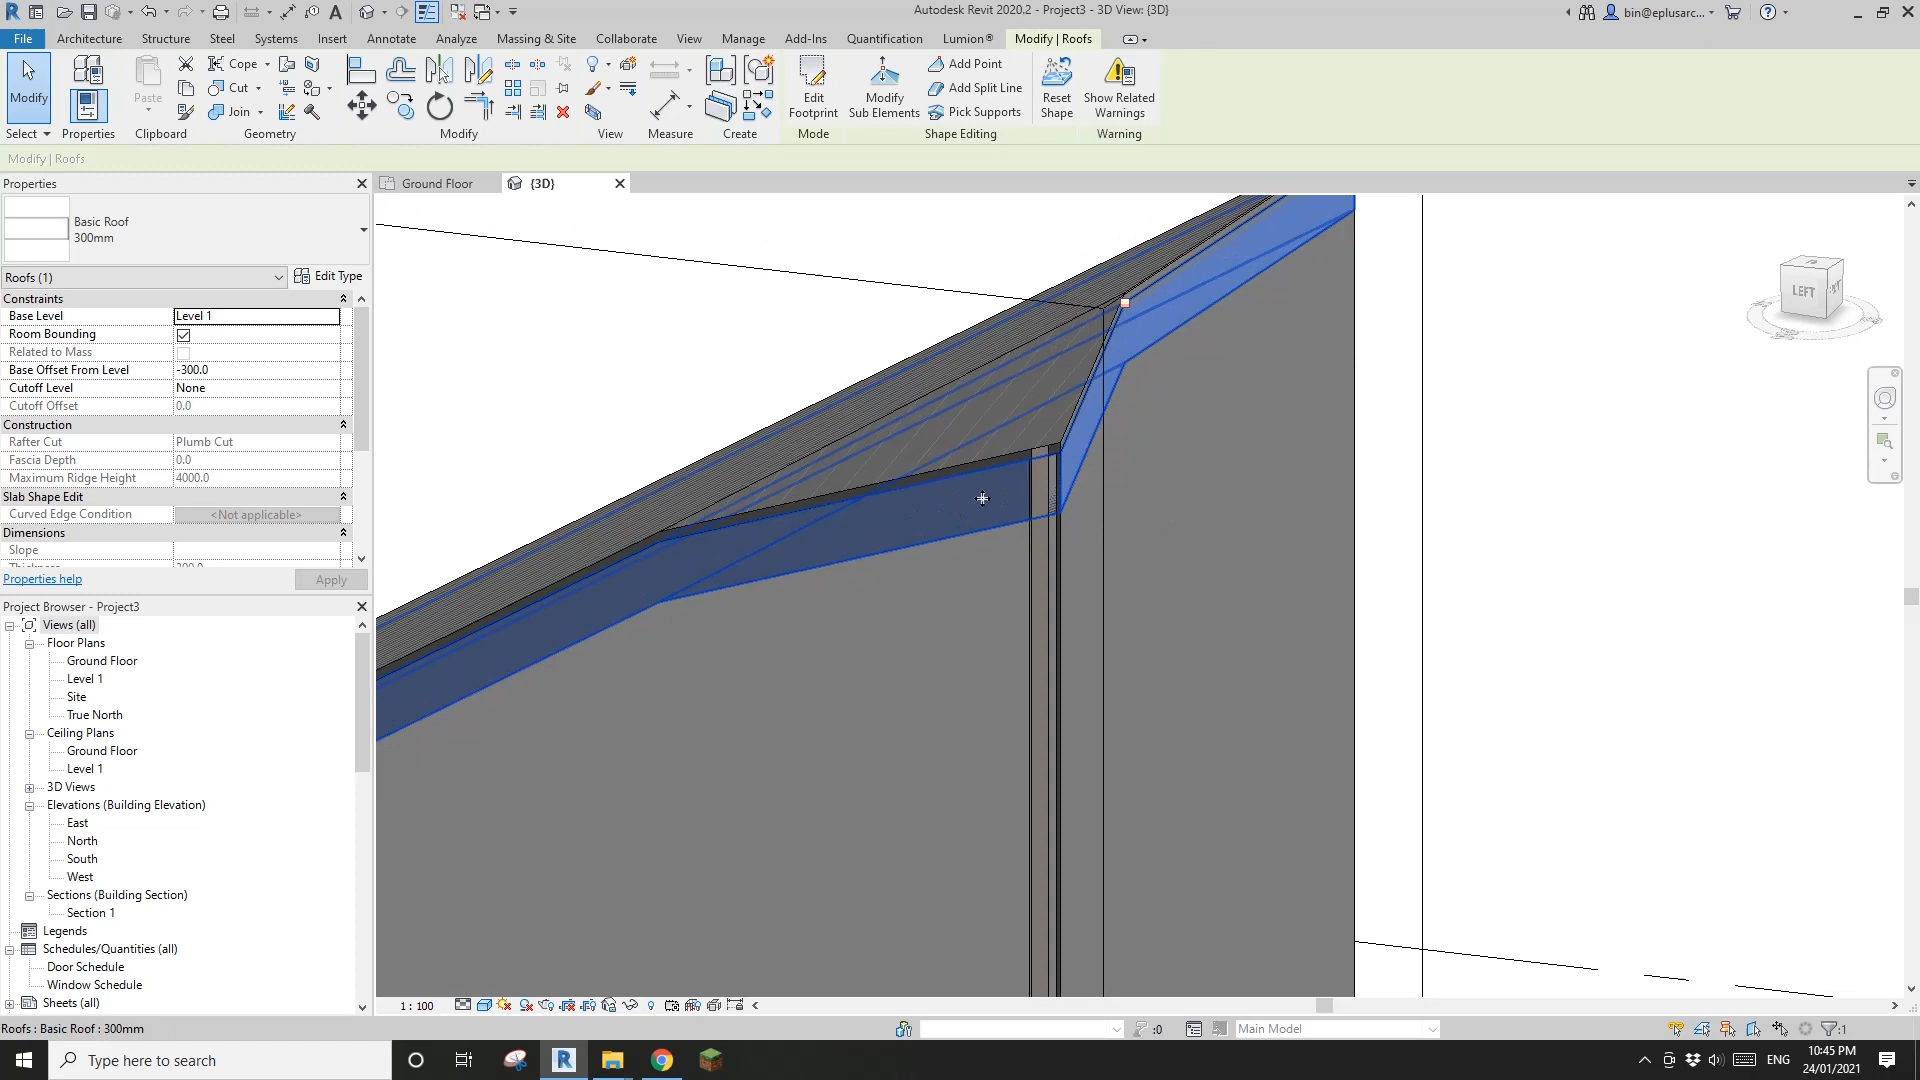 Autodesk Revit 2020.2 - Project3 - 3D View: {3D}
bin@eplusarc...
File
Architecture
Structure
Steel
Systems
Insert
Annotate
Analyze
Massing & Site
Collaborate
View
Manage
Add-Ins
Quantification
Lumion®
Modify | Roofs
Modify
Select
Properties
Paste
Clipboard
Cope
Cut
Join
Geometry
Modify
View
Measure
Create
Edit
Footprint
Mode
Modify
Sub Elements
Add Point
Add Split Line
Pick Supports
Shape Editing
Reset
Shape
Show Related
Warnings
Warning
Modify | Roofs
Properties
Basic Roof
300mm
Roofs (1)
Edit Type
Constraints
Base Level Level 1
Room Bounding
Related to Mass
Base Offset From Level -300.0
Cutoff Level None
Cutoff Offset 0.0
Construction
Rafter Cut Plumb Cut
Fascia Depth 0.0
Maximum Ridge Height 4000.0
Slab Shape Edit
Curved Edge Condition <Not applicable>
Dimensions
Slope
Properties help
Apply
Project Browser - Project3
Views (all)
Floor Plans
Ground Floor
Level 1
Site
True North
Ceiling Plans
Ground Floor
Level 1
3D Views
Elevations (Building Elevation)
East
North
South
West
Sections (Building Section)
Section 1
Legends
Schedules/Quantities (all)
Door Schedule
Window Schedule
Sheets (all)
Ground Floor
{3D}
LEFT
1 : 100
Roofs : Basic Roof : 300mm
:0
Main Model
:1
Type here to search
ENG
10:45 PM
24/01/2021